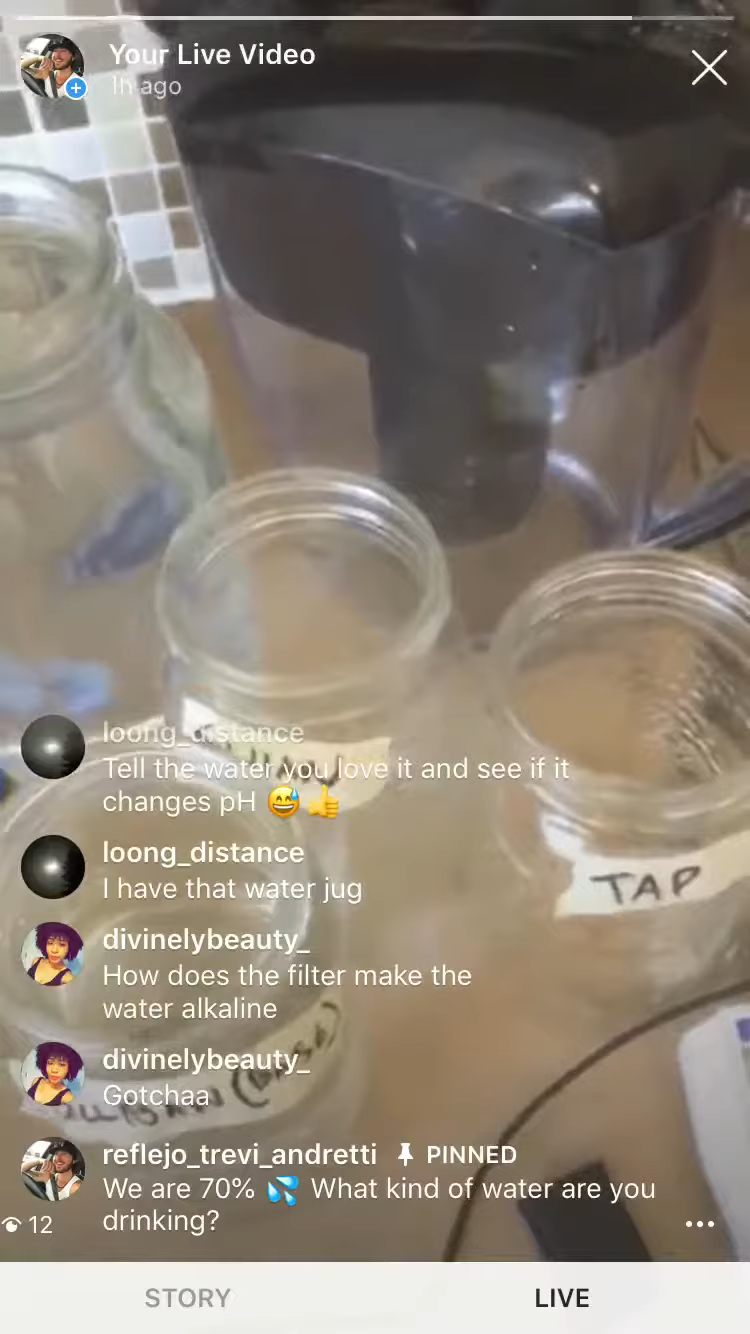 Your Live Video
1h ago
loong_distance
Tell the water you love it and see if it
changes pH 😅👍
TAP
loong_distance
I have that water jug
divinelybeauty_
How does the filter make the
water alkaline
divinelybeauty_
Gotchaa
(BASE)
reflejo_trevi_andretti PINNED
We are 70% 💦 What kind of water are you
drinking?
12
STORY
LIVE